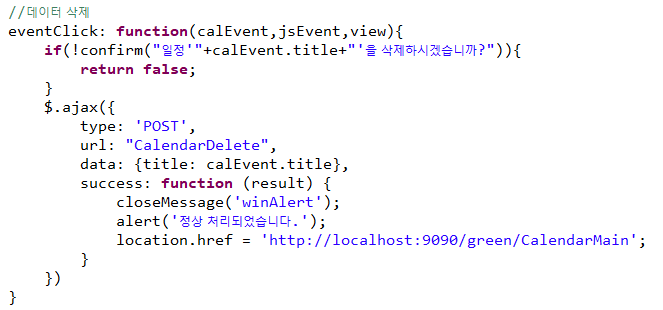 //데이터 삭제
eventClick: function(calEvent,jsEvent,view){
    if(!confirm("일정'"+calEvent.title+"'을 삭제하시겠습니까?")){
        return false;
    }
    $.ajax({
        type: 'POST',
        url: "CalendarDelete",
        data: {title: calEvent.title},
        success: function (result) {
            closeMessage('winAlert');
            alert('정상 처리되었습니다.');
            location.href = 'http://localhost:9090/green/CalendarMain';
        }
    })
}